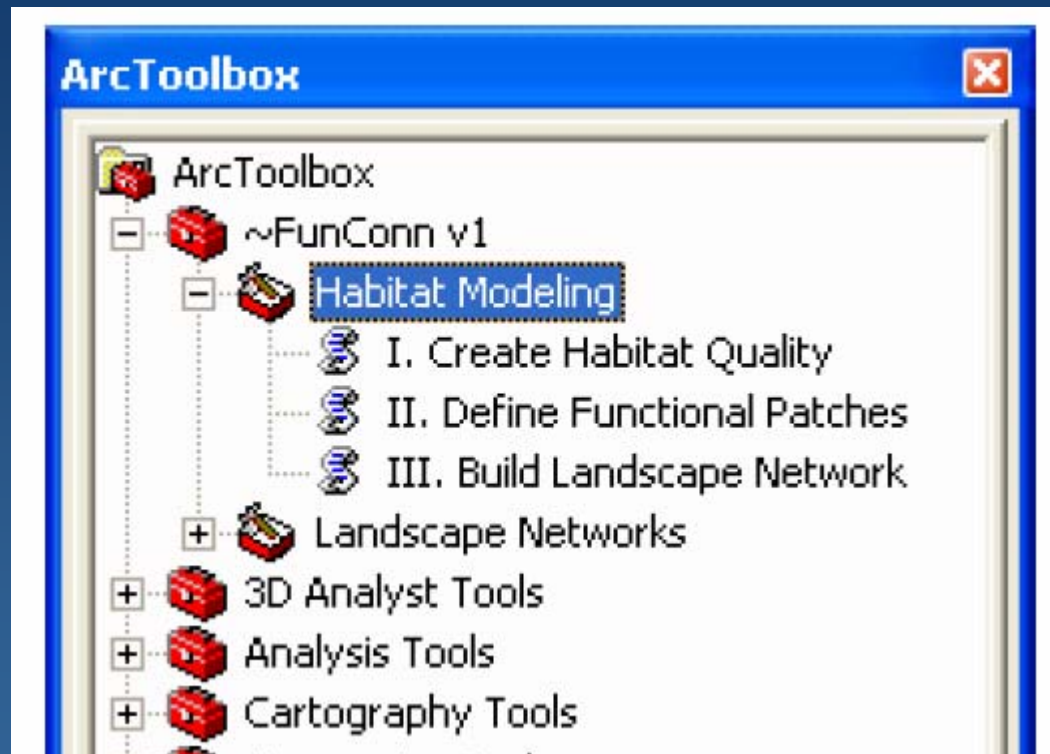 ArcToolbox
ArcToolbox
~FunConn v1
Habitat Modeling
I. Create Habitat Quality
II. Define Functional Patches
III. Build Landscape Network
Landscape Networks
3D Analyst Tools
Analysis Tools
Cartography Tools